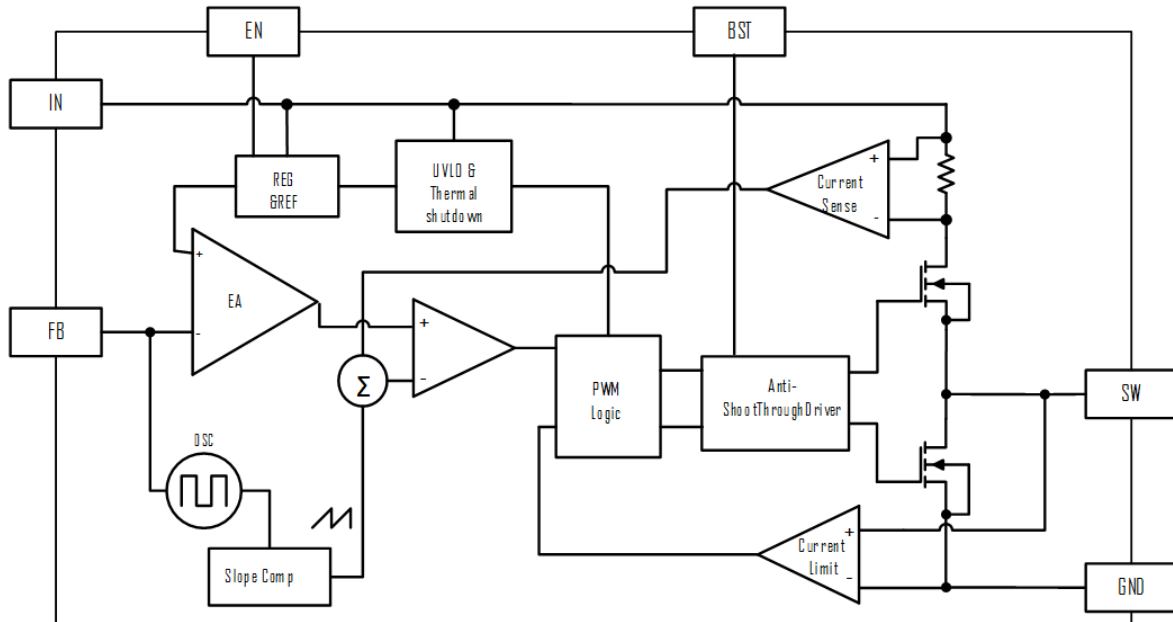 EN
BST
IN
REG
&REF
UVLO &
Thermal
shutdown
+
Current
Sense
-
+
EA
-
FB
+
-
Σ
PWM
Logic
Anti-
ShootThroughDriver
SW
OSC
Slope Comp
+
Current
Limit
-
GND